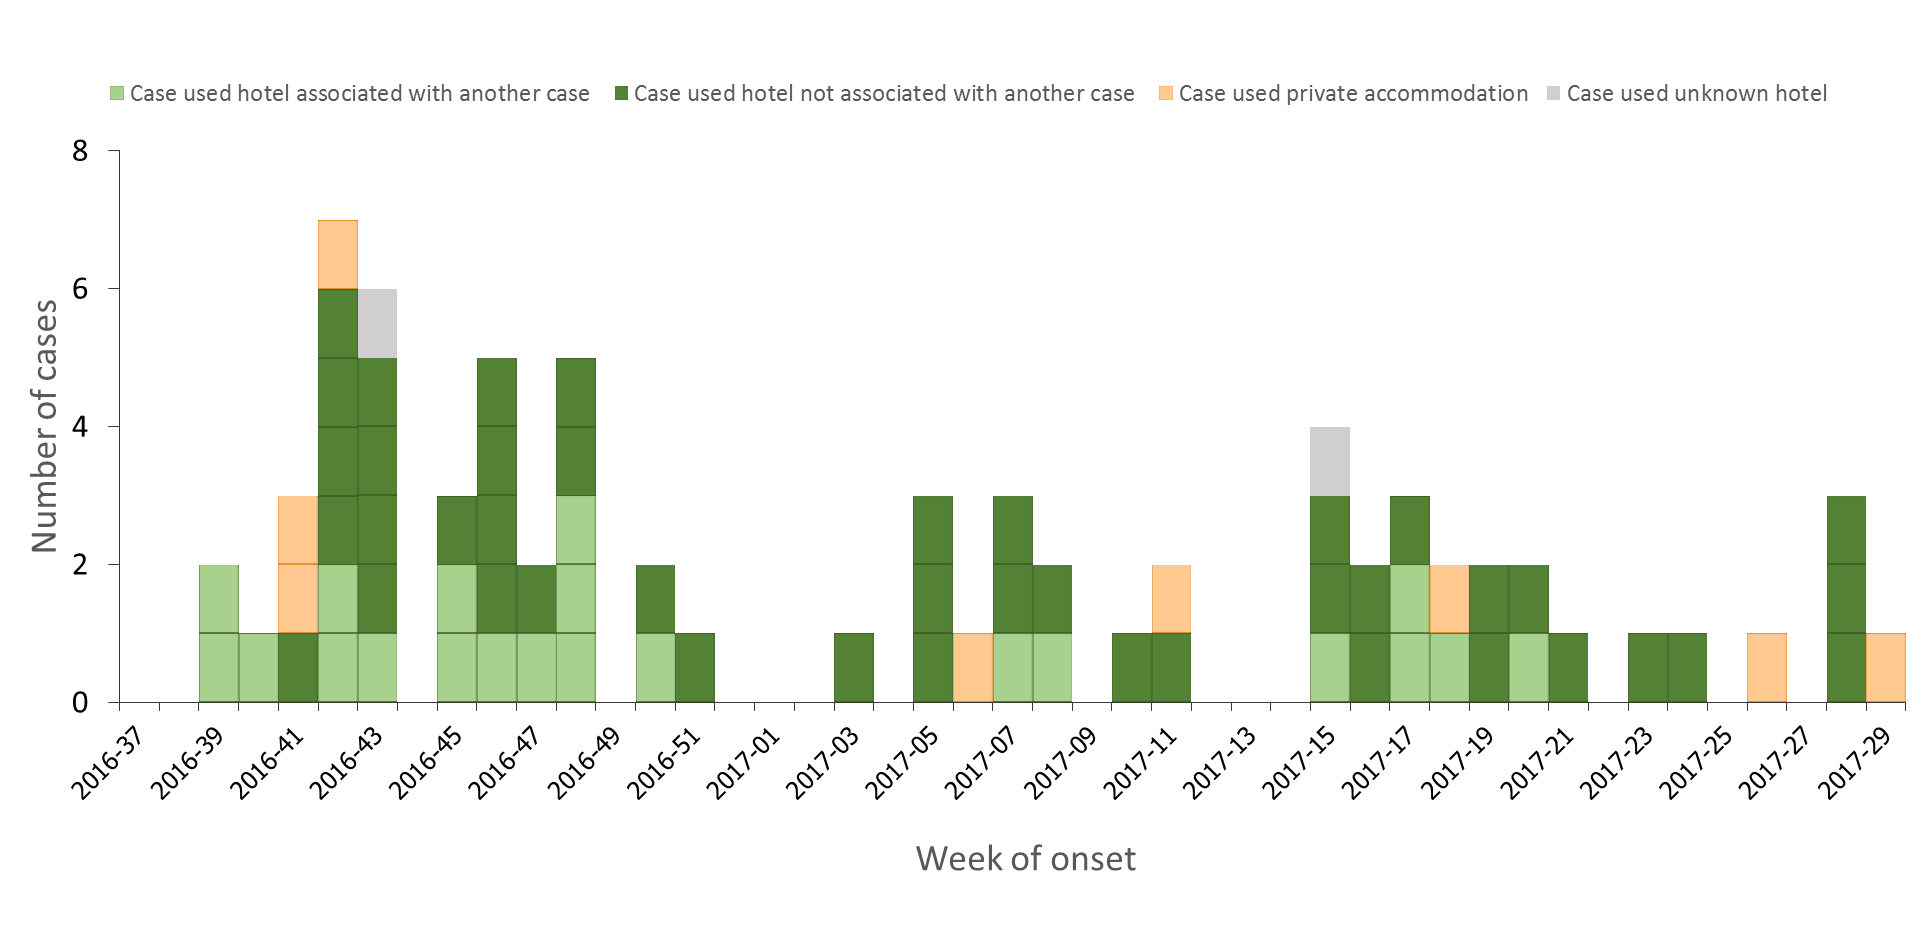 Case used hotel associated with another case Case used hotel not associated with another case Case used private accommodation Case used unknown hotel
Number of cases
8
6
4
2
0
2016-37 2016-39 2016-41 2016-43 2016-45 2016-47 2016-49 2016-51 2017-01 2017-03 2017-05 2017-07 2017-09 2017-11 2017-13 2017-15 2017-17 2017-19 2017-21 2017-23 2017-25 2017-27 2017-29
Week of onset